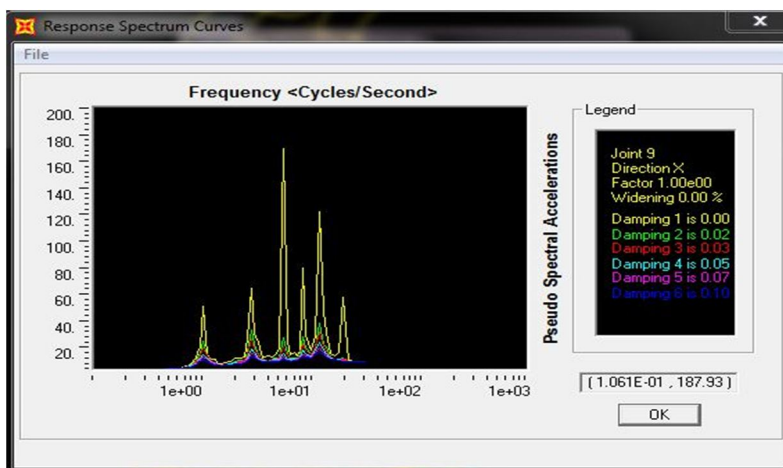 Response Spectrum Curves
x
File
Frequency <Cycles/Second>
200.
180.
160.
140.
120.
100.
80.
60.
40.
20.
1e+00
1e+01
1e+02
1e+03
Pseudo Spectral Accelerations
Legend
Joint 9
Direction X
Factor 1.00e00
Widening 0.00 %
Damping 1 is 0.00
Damping 2 is 0.02
Damping 3 is 0.03
Damping 4 is 0.05
Damping 5 is 0.07
Damping 6 is 0.10
( 1.061E-01 , 187.93 )
OK